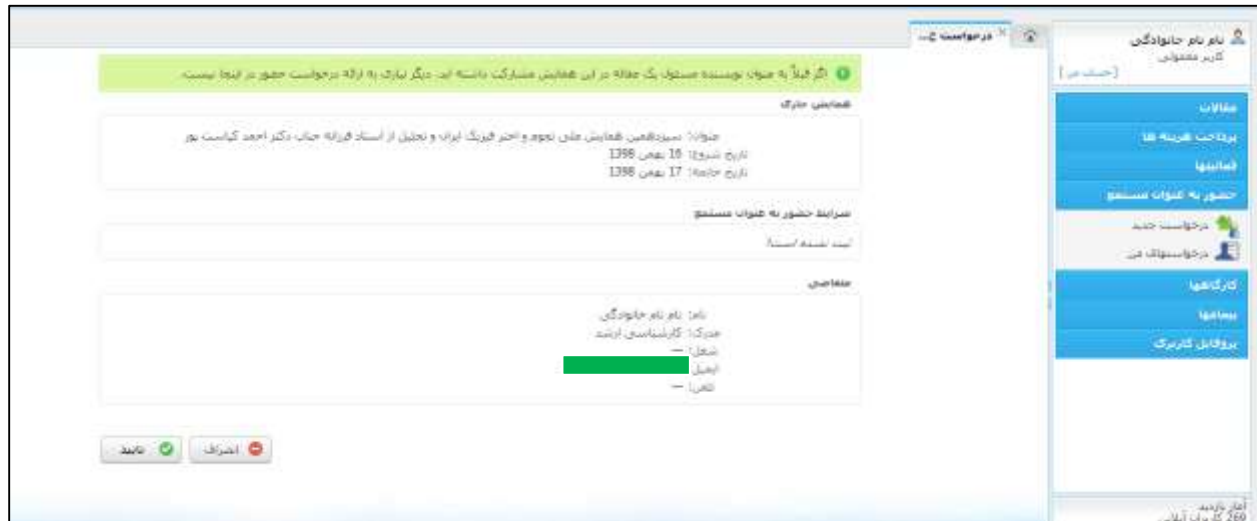 نام نام خانوادگی
کاربر معمولی
مقالات
پرداخت هزینه ها
فعالیتها
حضور به عنوان مستمع
درخواست جدید
درخواستهای من
کارگاهها
پیامها
پروفایل کاربری
آمار بازدید
260 کاربران آنلاین
درخواست ح...
اگر قبلاً به عنوان نویسنده مسئول یک مقاله در این همایش مشارکت داشته اید، دیگر نیازی به ارائه درخواست حضور در اینجا نیست.
همایش جاری
عنوان: سیزدهمین همایش ملی نجوم و اختر فیزیک ایران و تجلیل از استاد فرزانه جناب دکتر احمد کیاست پور
تاریخ شروع: 16 بهمن 1398
تاریخ خاتمه: 17 بهمن 1398
شرایط حضور به عنوان مستمع
ثبت نشده است!
متقاضی
نام: نام نام خانوادگی
مدرک: کارشناسی ارشد
شغل: —
ایمیل
تلفن: —
انصراف
تایید